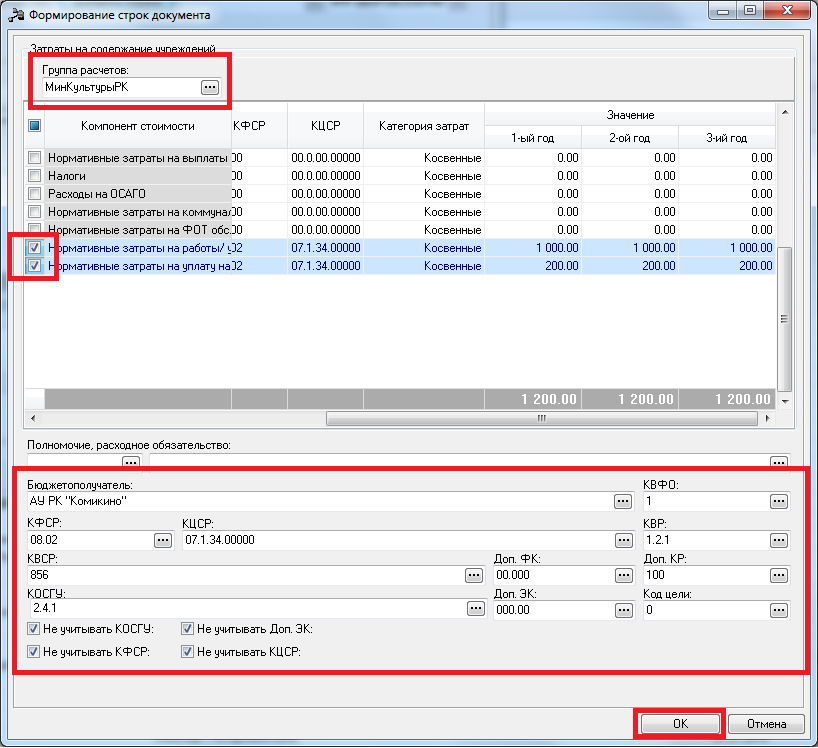 Формирование строк документа
Затраты на содержание учреждений
Группа расчетов:
МинКультурыРК
Компонент стоимости КФСР КЦСР Категория затрат Значение
1-ый год 2-ой год 3-ий год
Нормативные затраты на выплаты 00 00.0.00.00000 Косвенные 0.00 0.00 0.00
Налоги 00 00.0.00.00000 Косвенные 0.00 0.00 0.00
Расходы на ОСАГО 00 00.0.00.00000 Косвенные 0.00 0.00 0.00
Нормативные затраты на коммунал 00 00.0.00.00000 Косвенные 0.00 0.00 0.00
Нормативные затраты на ФОТ обс. 00 00.0.00.00000 Косвенные 0.00 0.00 0.00
Нормативные затраты на работы/ у 02 07.1.34.00000 Косвенные 1 000.00 1 000.00 1 000.00
Нормативные затраты на уплату на 02 07.1.34.00000 Косвенные 200.00 200.00 200.00
1 200.00 1 200.00 1 200.00
Полномочие, расходное обязательство:
Бюджетополучатель: КВФО:
АУ РК "Комикино" 1
КФСР: КЦСР: КВР:
08.02 07.1.34.00000 1.2.1
КВСР: Доп. ФК: Доп. КР:
856 00.000 100
КОСГУ: Доп. ЭК: Код цели:
2.4.1 000.00 0
Не учитывать КОСГУ: Не учитывать Доп. ЭК:
Не учитывать КФСР: Не учитывать КЦСР:
OK Отмена